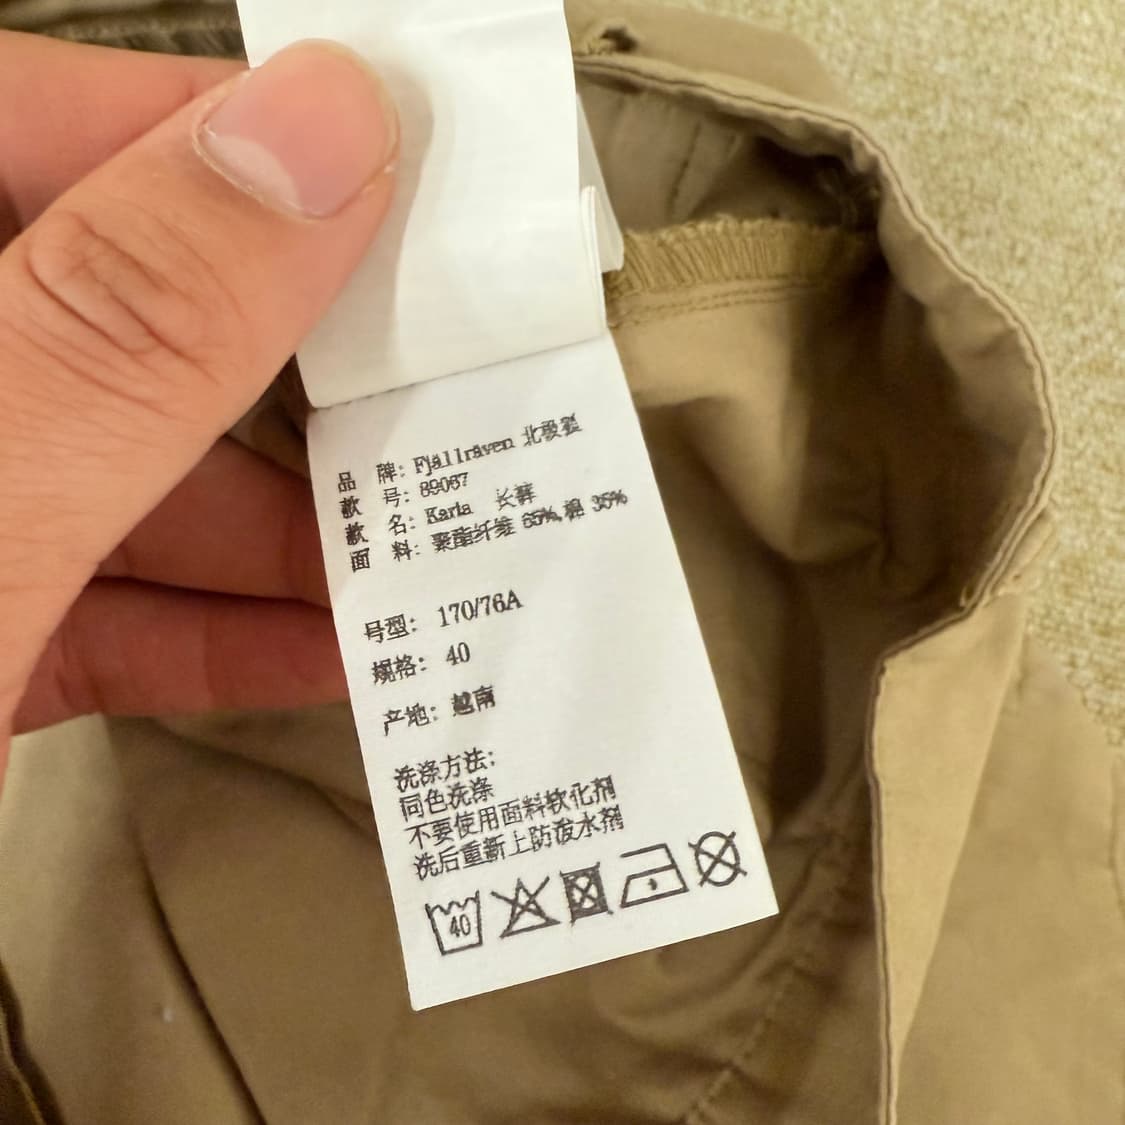 品 牌: Fjällräven 北极狐
款 号: 89067
款 名: Karla 长裤
面 料: 聚酯纤维 65%,棉 35%
号型: 170/76A
规格: 40
产地: 越南
洗涤方法:
同色洗涤
不要使用面料软化剂
洗后重新上防泼水剂
40